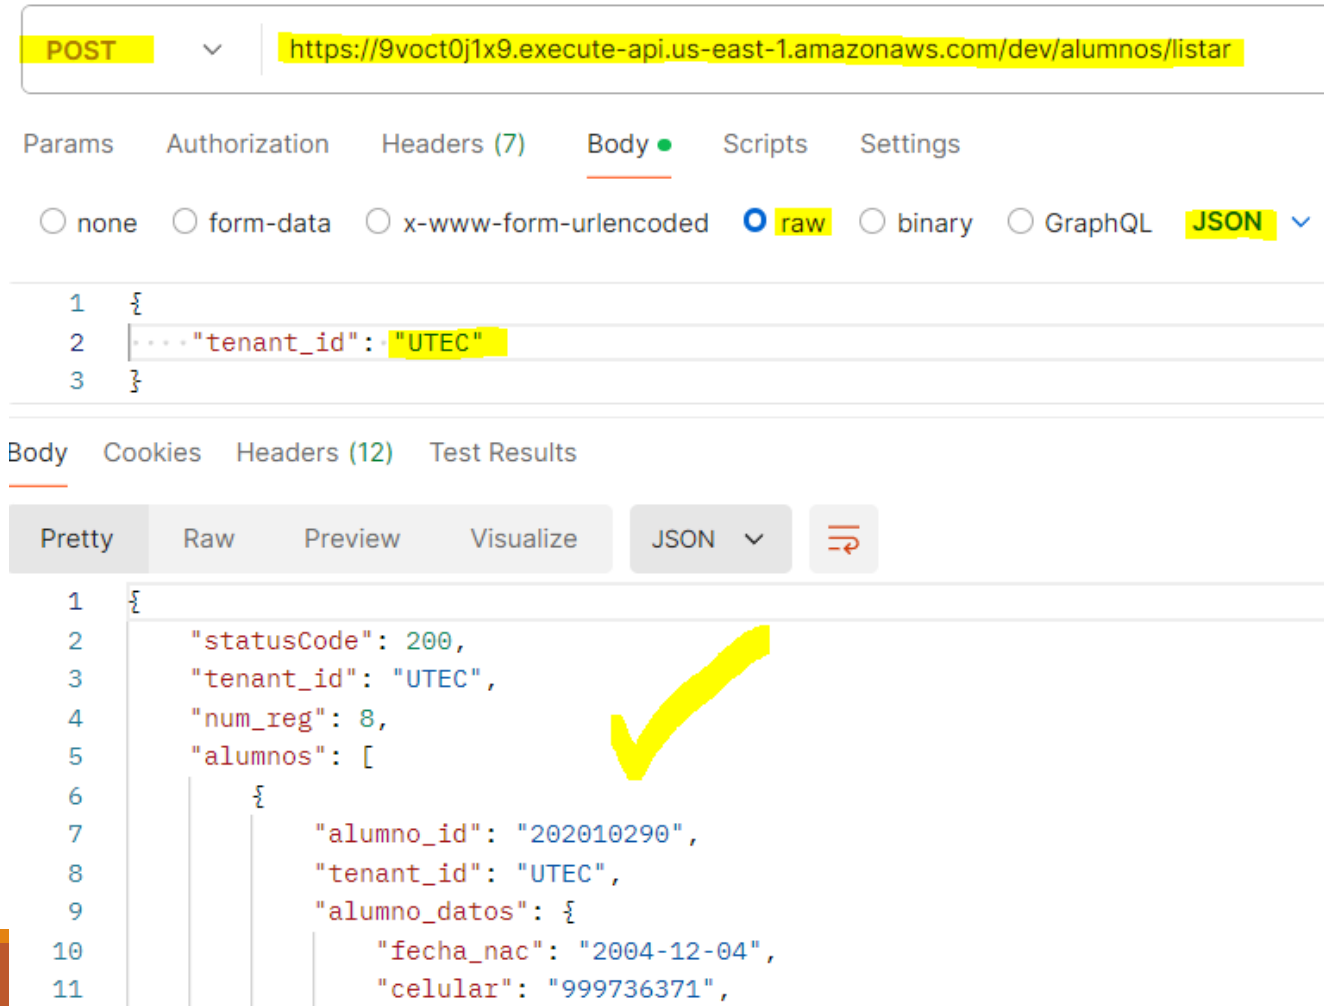 POST https://9voct0j1x9.execute-api.us-east-1.amazonaws.com/dev/alumnos/listar
Params Authorization Headers (7) Body Scripts Settings
none form-data x-www-form-urlencoded raw binary GraphQL JSON
1 {
2 "tenant_id": "UTEC"
3 }
Body Cookies Headers (12) Test Results
Pretty Raw Preview Visualize JSON
1 {
2 "statusCode": 200,
3 "tenant_id": "UTEC",
4 "num_reg": 8,
5 "alumnos": [
6 {
7 "alumno_id": "202010290",
8 "tenant_id": "UTEC",
9 "alumno_datos": {
10 "fecha_nac": "2004-12-04",
11 "celular": "999736371",